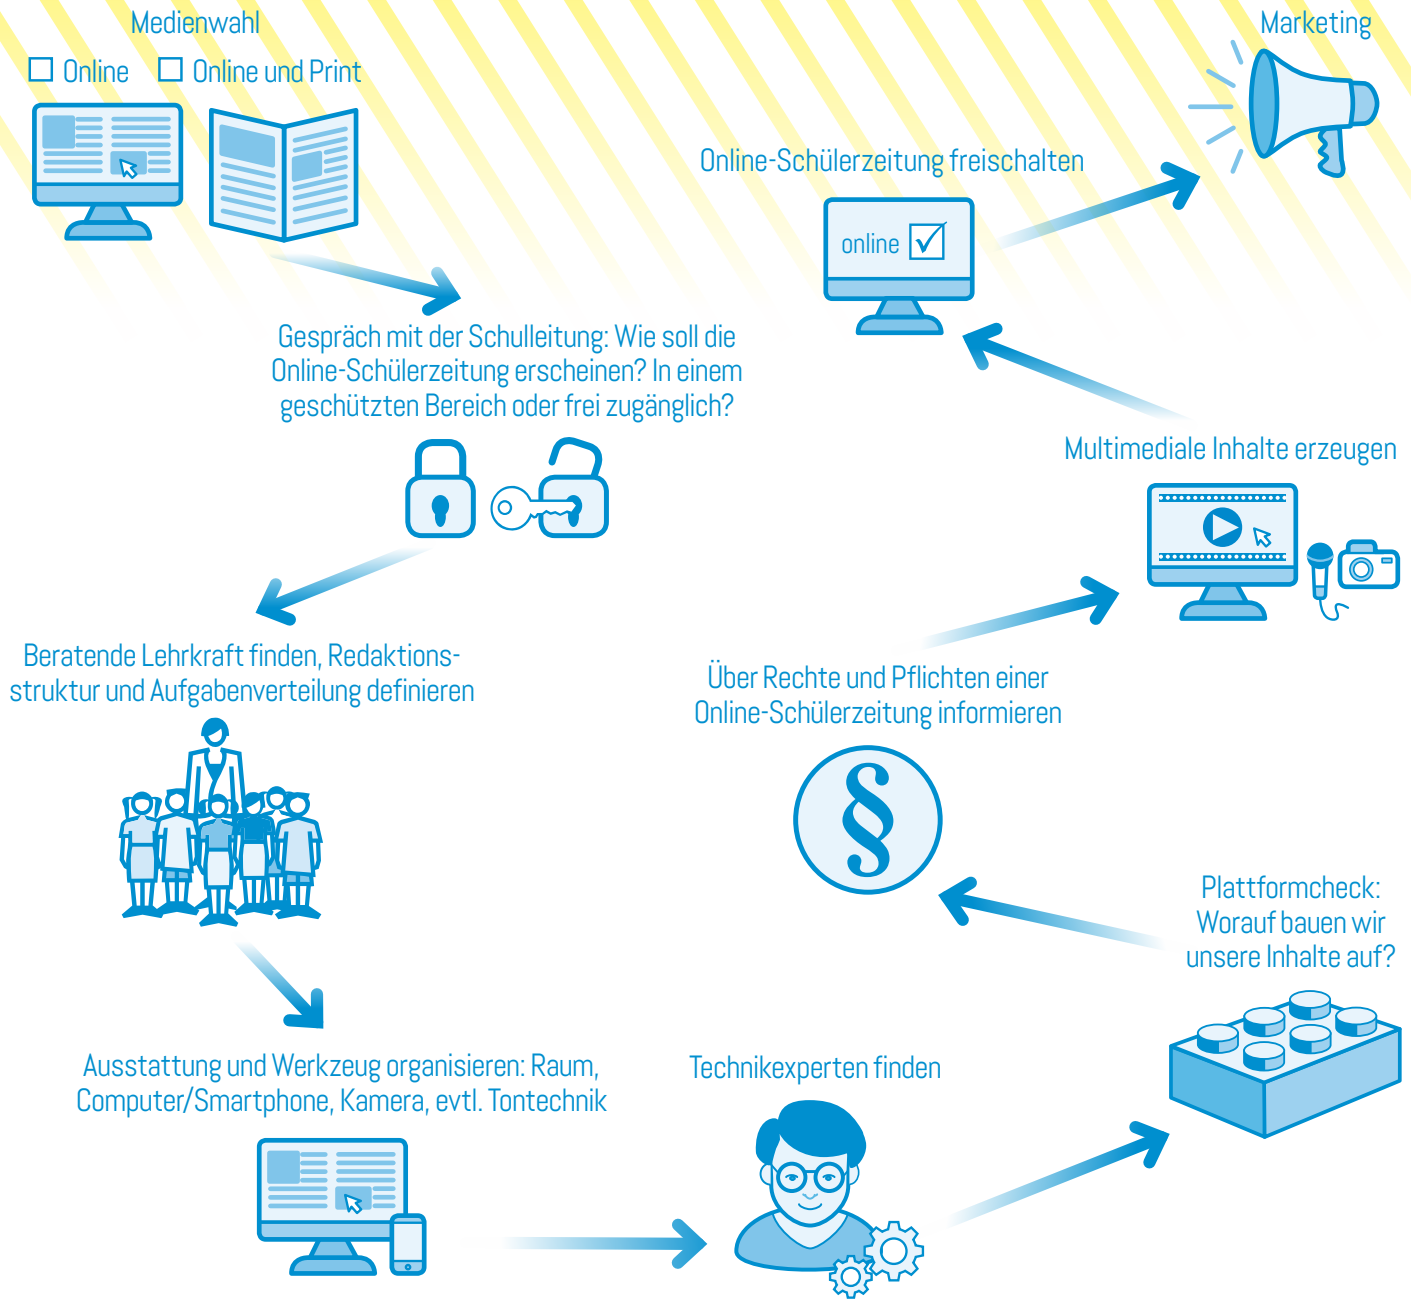 Medienwahl
Online
Online und Print
Gespräch mit der Schulleitung: Wie soll die
Online-Schülerzeitung erscheinen? In einem
geschützten Bereich oder frei zugänglich?
Beratende Lehrkraft finden, Redaktions-
struktur und Aufgabenverteilung definieren
Ausstattung und Werkzeug organisieren: Raum,
Computer/Smartphone, Kamera, evtl. Tontechnik
Technikexperten finden
Plattformcheck:
Worauf bauen wir
unsere Inhalte auf?
Über Rechte und Pflichten einer
Online-Schülerzeitung informieren
§
Multimediale Inhalte erzeugen
Online-Schülerzeitung freischalten
online
Marketing